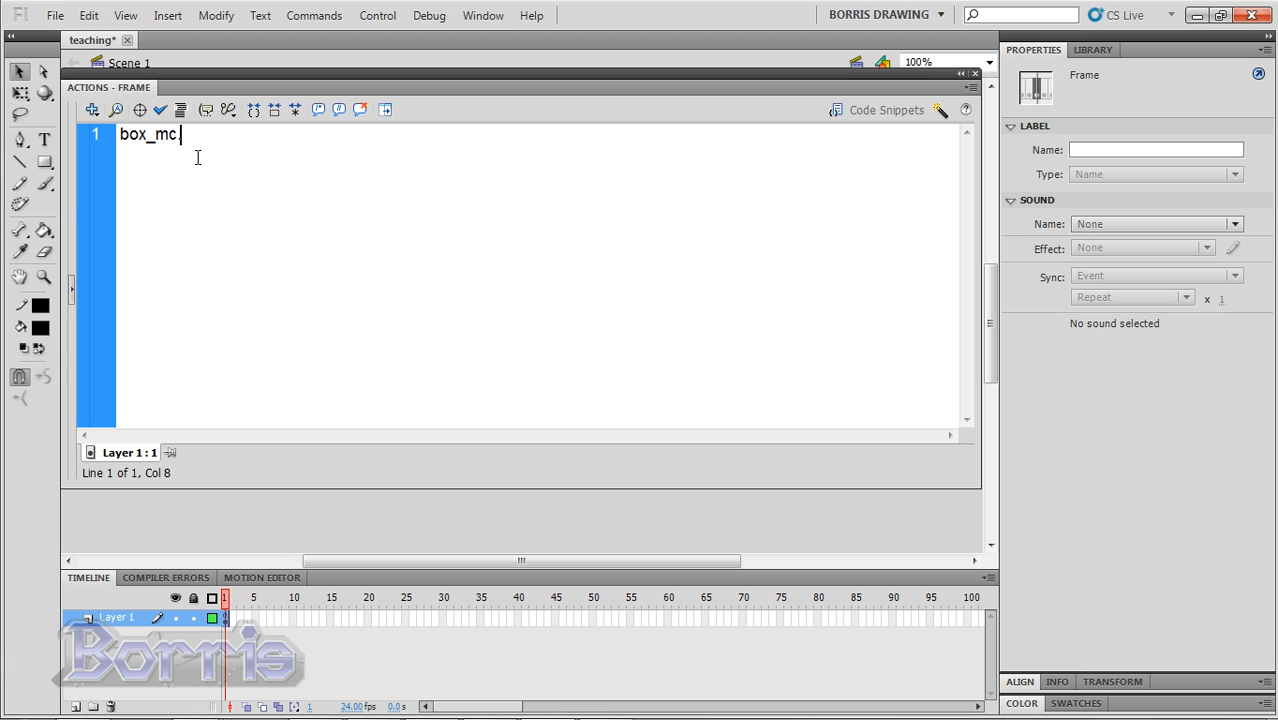 Fl File Edit View Insert Modify Text Commands Control Debug Window Help BORRIS DRAWING CS Live
teaching*
Scene 1 100%
ACTIONS - FRAME
Code Snippets
1 box_mc.
Layer 1 : 1
Line 1 of 1, Col 8
TIMELINE COMPILER ERRORS MOTION EDITOR
1 5 10 15 20 25 30 35 40 45 50 55 60 65 70 75 80 85 90 95 100
Layer 1
Borris
1 24.00 fps 0.0 s
PROPERTIES LIBRARY
Frame
LABEL
Name:
Type: Name
SOUND
Name: None
Effect: None
Sync: Event
Repeat x 1
No sound selected
ALIGN INFO TRANSFORM
COLOR SWATCHES